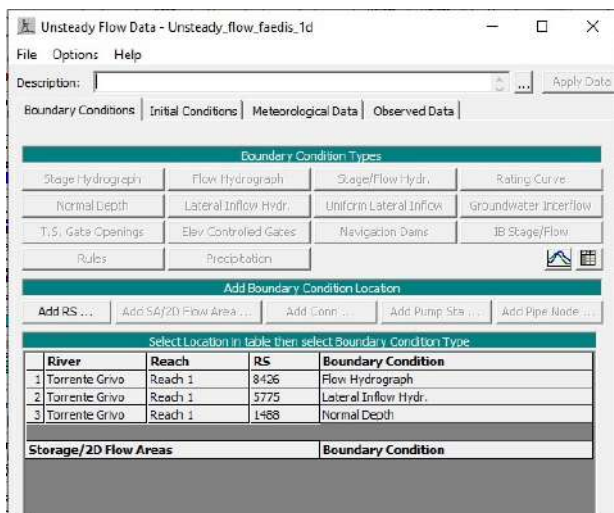 Unsteady Flow Data - Unsteady_flow_faedis_1d
File Options Help
Description: ... Apply Data
Boundary Conditions Initial Conditions Meteorological Data Observed Data
Boundary Condition Types
Stage Hydrograph Flow Hydrograph Stage/Flow Hydr. Rating Curve
Normal Depth Lateral Inflow Hydr. Uniform Lateral Inflow Groundwater Interflow
T.S. Gate Openings Elev Controlled Gates Navigation Dams IB Stage/Flow
Rules Precipitation
Add Boundary Condition Location
Add RS ... Add SA/2D Flow Area ... Add Conn ... Add Pump Sta ... Add Pipe Node ...
Select Location in table then select Boundary Condition Type
River Reach RS Boundary Condition
1 Torrente Grivo Reach 1 8426 Flow Hydrograph
2 Torrente Grivo Reach 1 5775 Lateral Inflow Hydr.
3 Torrente Grivo Reach 1 1488 Normal Depth
Storage/2D Flow Areas Boundary Condition